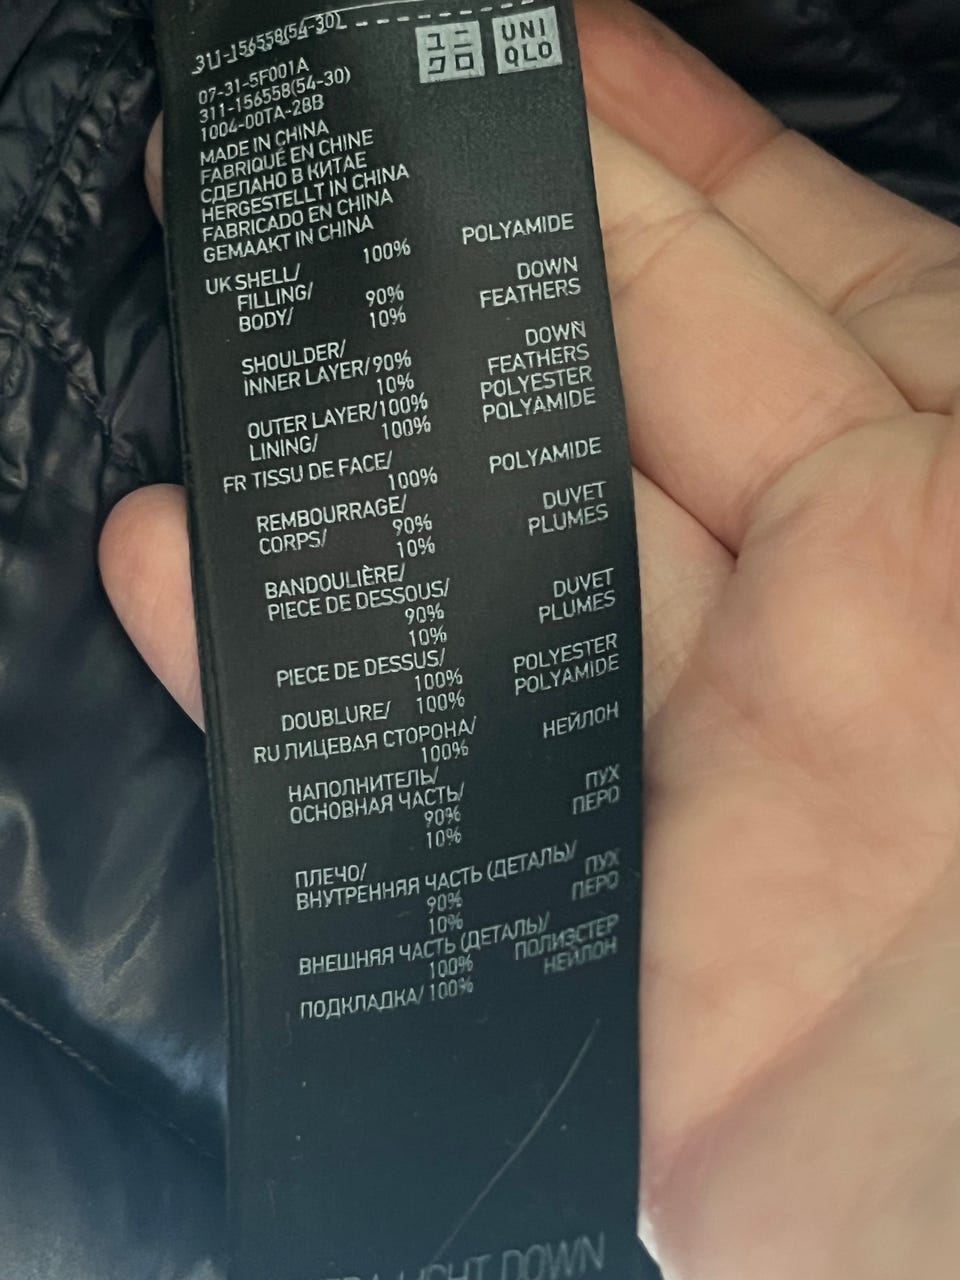 311-156558(54-30)
ユニ
クロ
UNI
QLO
07-31-5F001A
311-156558(54-30)
1004-00TA-28B
MADE IN CHINA
FABRIQUÉ EN CHINE
СДЕЛАНО В КИТАЕ
HERGESTELLT IN CHINA
FABRICADO EN CHINA
GEMAAKT IN CHINA
UK SHELL/ 100% POLYAMIDE
FILLING/
BODY/ 90% DOWN
10% FEATHERS
SHOULDER/
INNER LAYER/ 90% DOWN
10% FEATHERS
OUTER LAYER/100% POLYESTER
LINING/ 100% POLYAMIDE
FR TISSU DE FACE/
100% POLYAMIDE
REMBOURRAGE/
CORPS/ 90% DUVET
10% PLUMES
BANDOULIÈRE/
PIECE DE DESSOUS/
90% DUVET
10% PLUMES
PIECE DE DESSUS/
100% POLYESTER
DOUBLURE/ 100% POLYAMIDE
RU ЛИЦЕВАЯ СТОРОНА/
100% НЕЙЛОН
НАПОЛНИТЕЛЬ/
ОСНОВНАЯ ЧАСТЬ/
90% ПУХ
10% ПЕРО
ПЛЕЧО/
ВНУТРЕННЯЯ ЧАСТЬ (ДЕТАЛЬ)/
90% ПУХ
10% ПЕРО
ВНЕШНЯЯ ЧАСТЬ (ДЕТАЛЬ)/
100% ПОЛИЭСТЕР
ПОДКЛАДКА/ 100% НЕЙЛОН
LIGHT DOWN